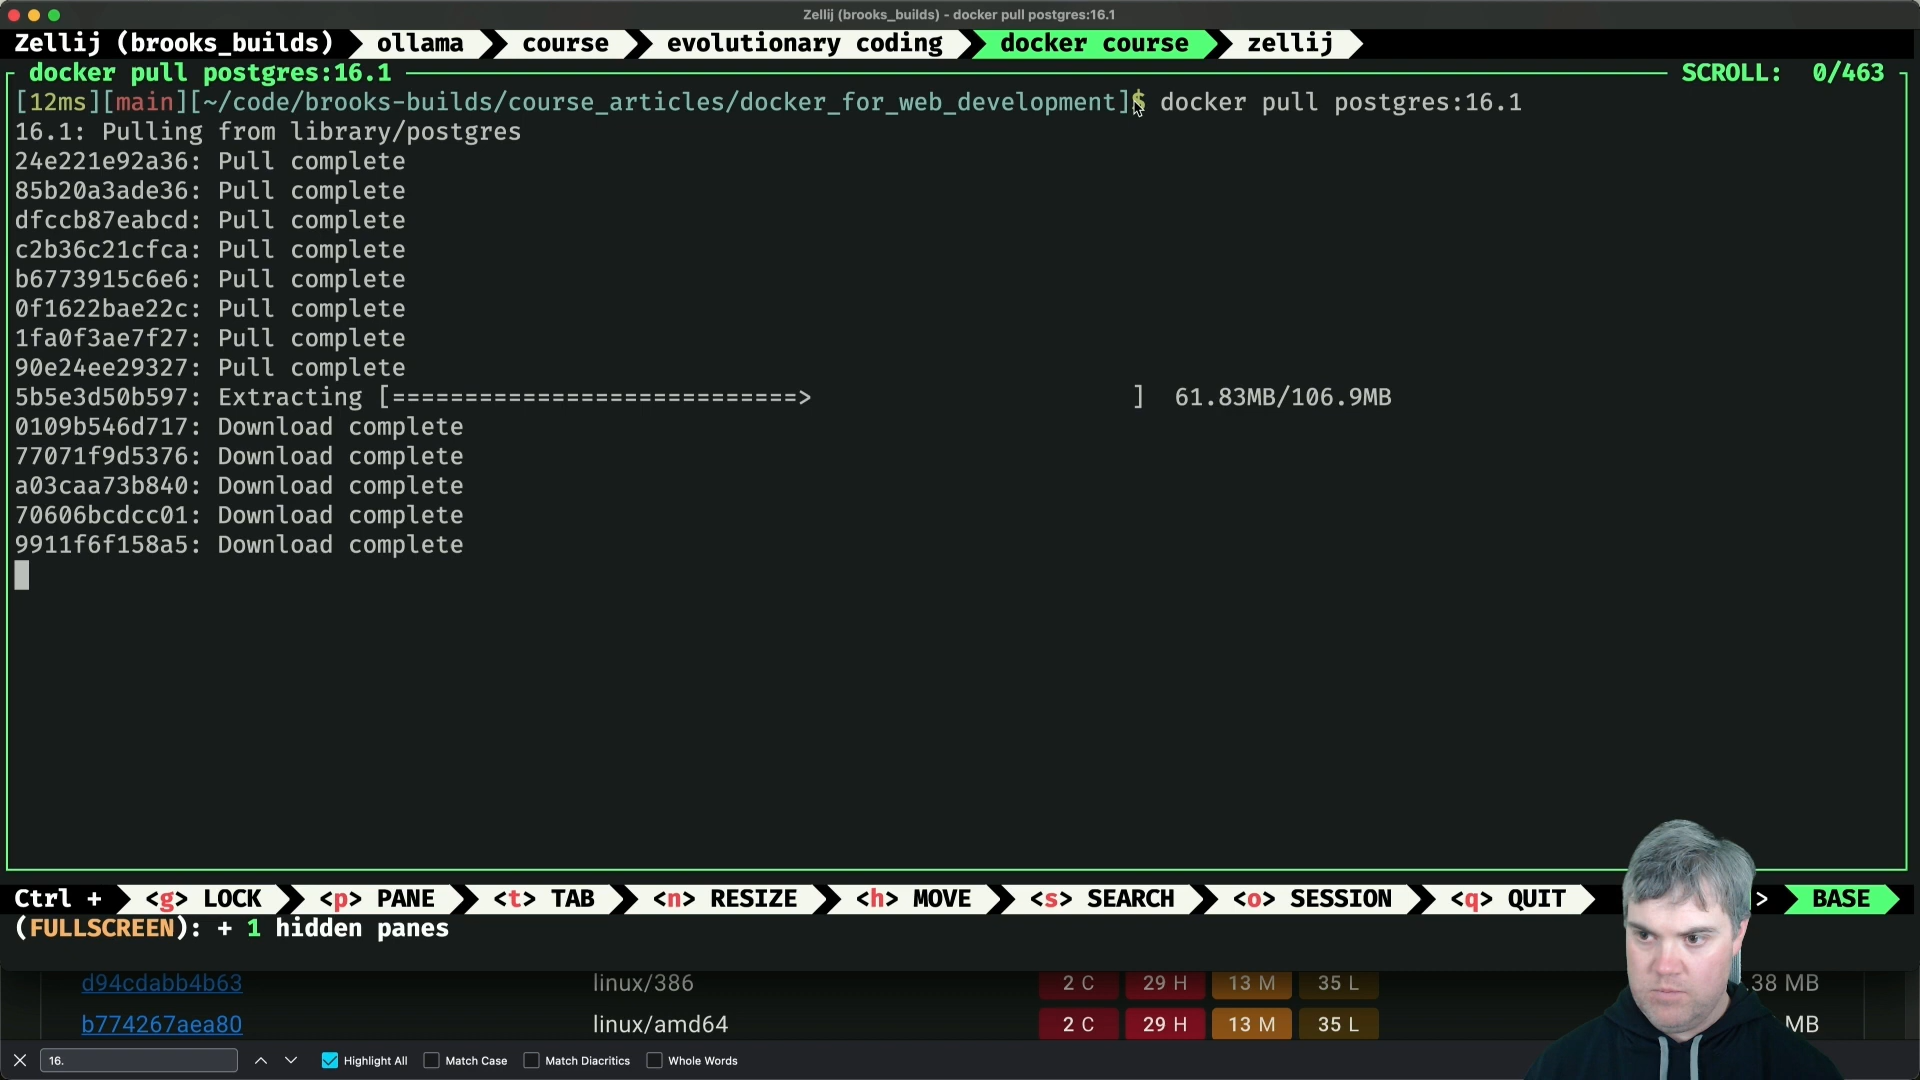 Zellij (brooks_builds) - docker pull postgres:16.1
Zellij (brooks_builds) ollama course evolutionary coding docker course zellij
docker pull postgres:16.1 SCROLL: 0/463
[12ms][main][~/code/brooks-builds/course_articles/docker_for_web_development]$ docker pull postgres:16.1
16.1: Pulling from library/postgres
24e221e92a36: Pull complete
85b20a3ade36: Pull complete
dfccb87eabcd: Pull complete
c2b36c21cfca: Pull complete
b6773915c6e6: Pull complete
0f1622bae22c: Pull complete
1fa0f3ae7f27: Pull complete
90e24ee29327: Pull complete
5b5e3d50b597: Extracting [============================> ] 61.83MB/106.9MB
0109b546d717: Download complete
77071f9d5376: Download complete
a03caa73b840: Download complete
70606bcdcc01: Download complete
9911f6f158a5: Download complete
Ctrl + <g> LOCK <p> PANE <t> TAB <n> RESIZE <h> MOVE <s> SEARCH <o> SESSION <q> QUIT > BASE
(FULLSCREEN): + 1 hidden panes
d94cdabb4b63 linux/386 2 C 29 H 13 M 35 L .38 MB
b774267aea80 linux/amd64 2 C 29 H 13 M 35 L MB
16. Highlight All Match Case Match Diacritics Whole Words